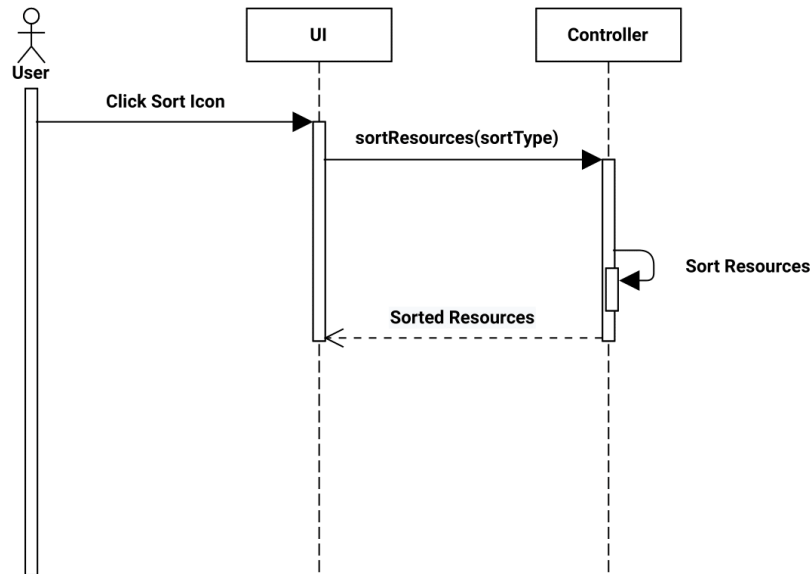 UI
Controller
User
Click Sort Icon
sortResources(sortType)
Sort Resources
Sorted Resources